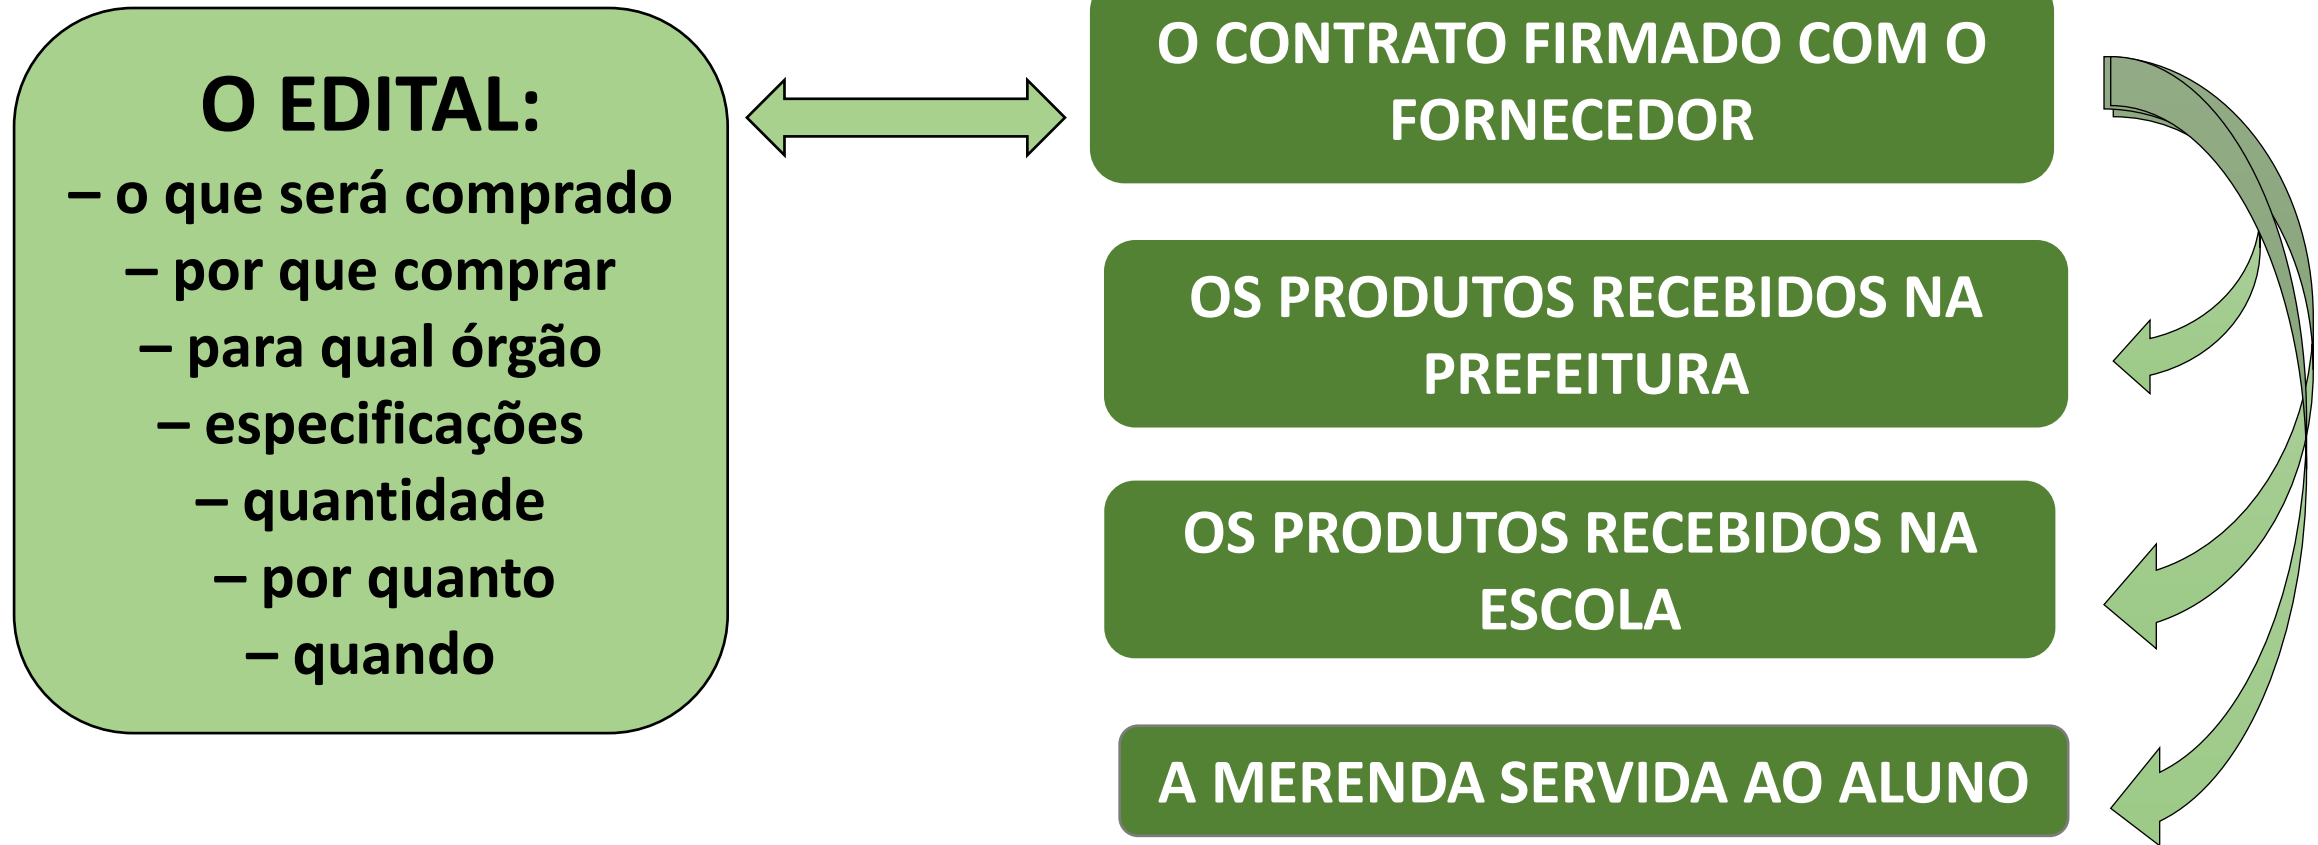 O EDITAL:
– o que será comprado
– por que comprar
– para qual órgão
– especificações
– quantidade
– por quanto
– quando
O CONTRATO FIRMADO COM O
FORNECEDOR
OS PRODUTOS RECEBIDOS NA
PREFEITURA
OS PRODUTOS RECEBIDOS NA
ESCOLA
A MERENDA SERVIDA AO ALUNO